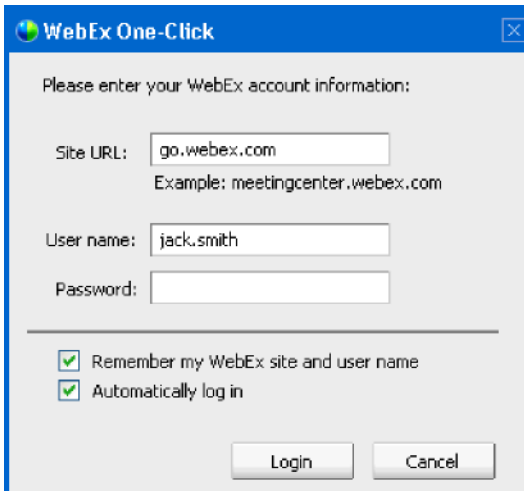 WebEx One-Click
Please enter your WebEx account information:
Site URL: go.webex.com
Example: meetingcenter.webex.com
User name: jack.smith
Password:
Remember my WebEx site and user name
Automatically log in
Login Cancel